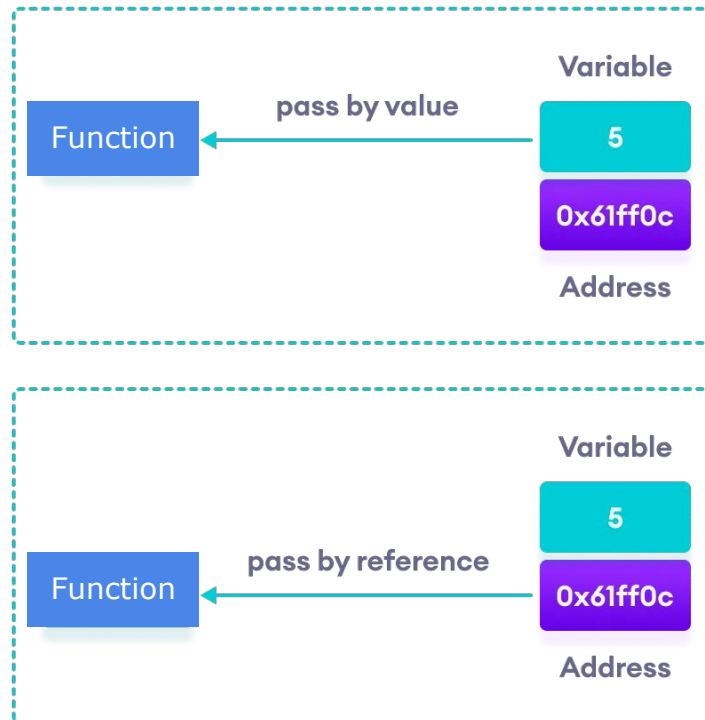 Variable
pass by value
Function
5
0x61ff0c
Address
Variable
5
pass by reference
Function
0x61ff0c
Address